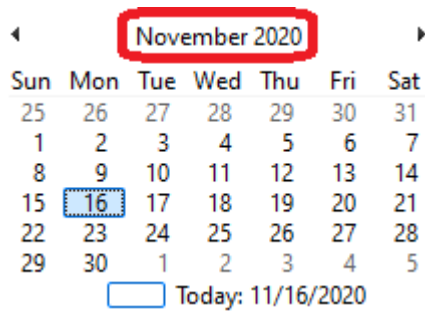 November 2020
Sun Mon Tue Wed Thu Fri Sat
25 26 27 28 29 30 31
1 2 3 4 5 6 7
8 9 10 11 12 13 14
15 16 17 18 19 20 21
22 23 24 25 26 27 28
29 30 1 2 3 4 5
Today: 11/16/2020